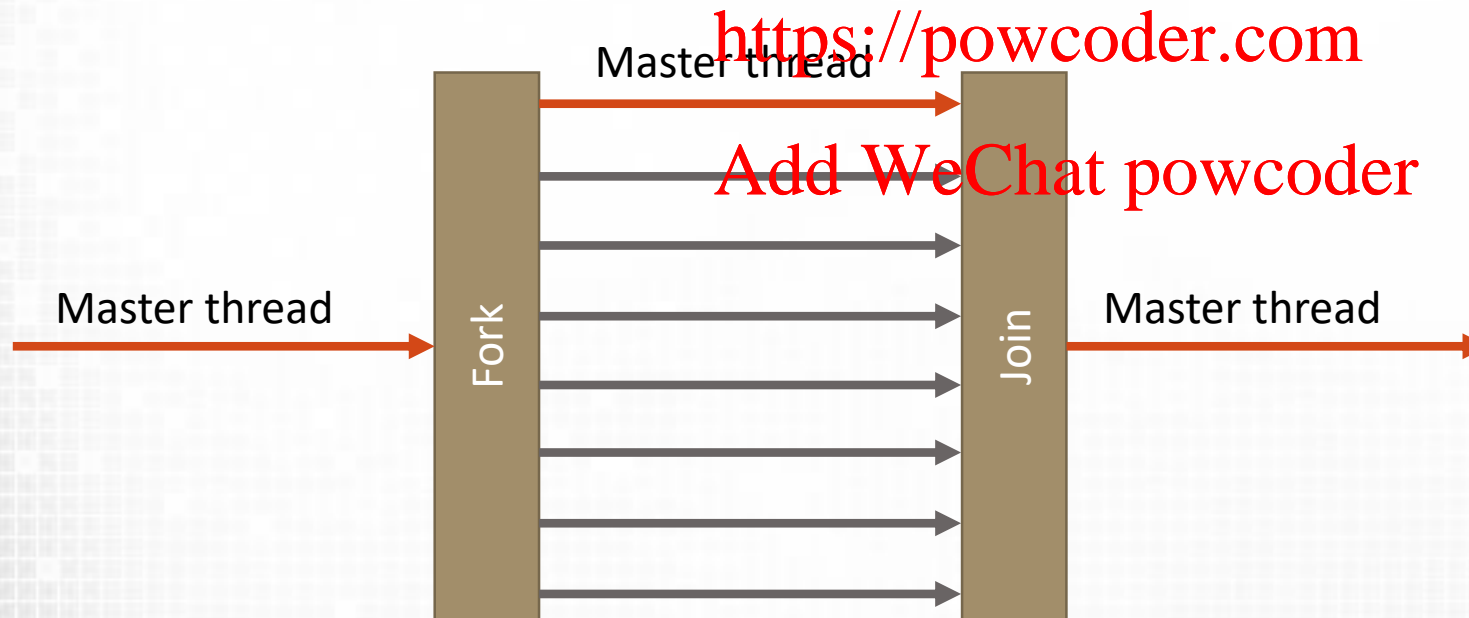 https://powcoder.com
Master thread
Add WeChat powcoder
Master thread
Fork
Join
Master thread